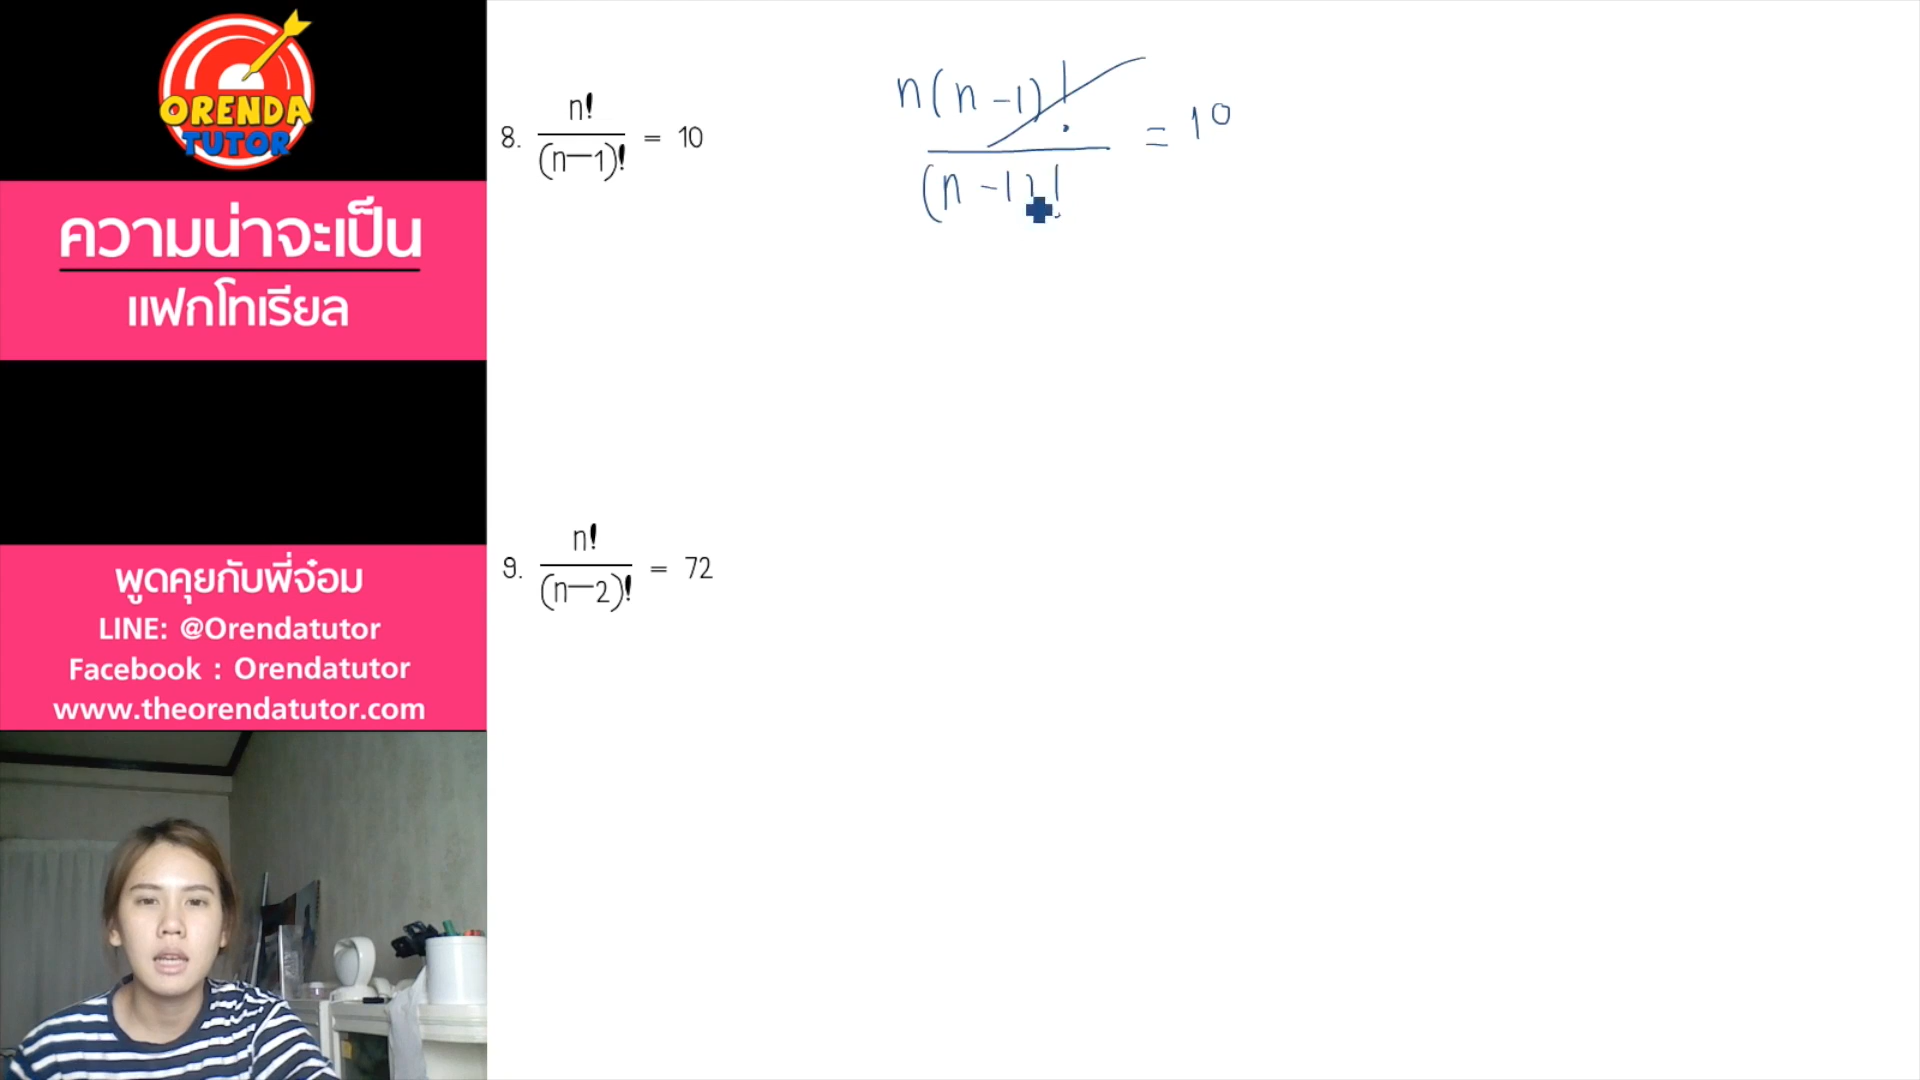 ORENDA
TUTOR
ความน่าจะเป็น
แฟกโทเรียล
พูดคุยกับพี่จ๋อม
LINE: @Orendatutor
Facebook : Orendatutor
www.theorendatutor.com
8. n!/(n-1)! = 10
n(n-1)!/(n-1)! = 10
9. n!/(n-2)! = 72